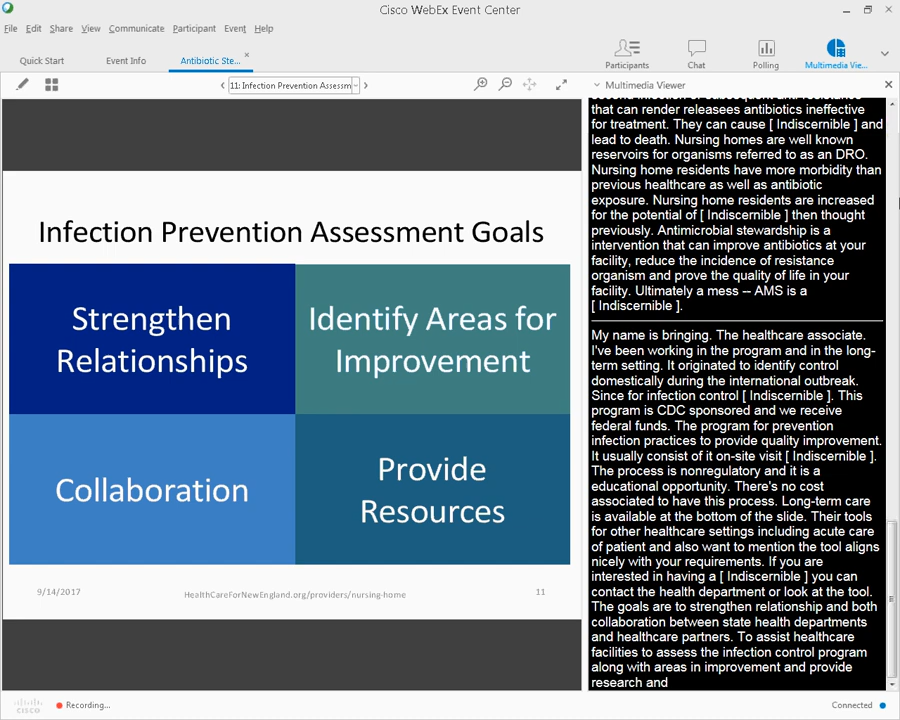 Cisco WebEx Event Center
File Edit Share View Communicate Participant Event Help
Quick Start Event Info Antibiotic Ste...
Participants Chat Polling Multimedia Vie...
11: Infection Prevention Assessm
Multimedia Viewer
Infection Prevention Assessment Goals
Strengthen
Relationships
Identify Areas for
Improvement
Collaboration
Provide
Resources
9/14/2017
HealthCareForNewEngland.org/providers/nursing-home
11
that can render releasees antibiotics ineffective
for treatment. They can cause [ Indiscernible ] and
lead to death. Nursing homes are well known
reservoirs for organisms referred to as an DRO.
Nursing home residents have more morbidity than
previous healthcare as well as antibiotic
exposure. Nursing home residents are increased
for the potential of [ Indiscernible ] then thought
previously. Antimicrobial stewardship is a
intervention that can improve antibiotics at your
facility, reduce the incidence of resistance
organism and prove the quality of life in your
facility. Ultimately a mess -- AMS is a
[ Indiscernible ].
My name is bringing. The healthcare associate.
I've been working in the program and in the long-
term setting. It originated to identify control
domestically during the international outbreak.
Since for infection control [ Indiscernible ]. This
program is CDC sponsored and we receive
federal funds. The program for prevention
infection practices to provide quality improvement.
It usually consist of it on-site visit [ Indiscernible ].
The process is nonregulatory and it is a
educational opportunity. There's no cost
associated to have this process. Long-term care
is available at the bottom of the slide. Their tools
for other healthcare settings including acute care
of patient and also want to mention the tool aligns
nicely with your requirements. If you are
interested in having a [ Indiscernible ] you can
contact the health department or look at the tool.
The goals are to strengthen relationship and both
collaboration between state health departments
and healthcare partners. To assist healthcare
facilities to assess the infection control program
along with areas in improvement and provide
research and
cisco
Recording...
Connected